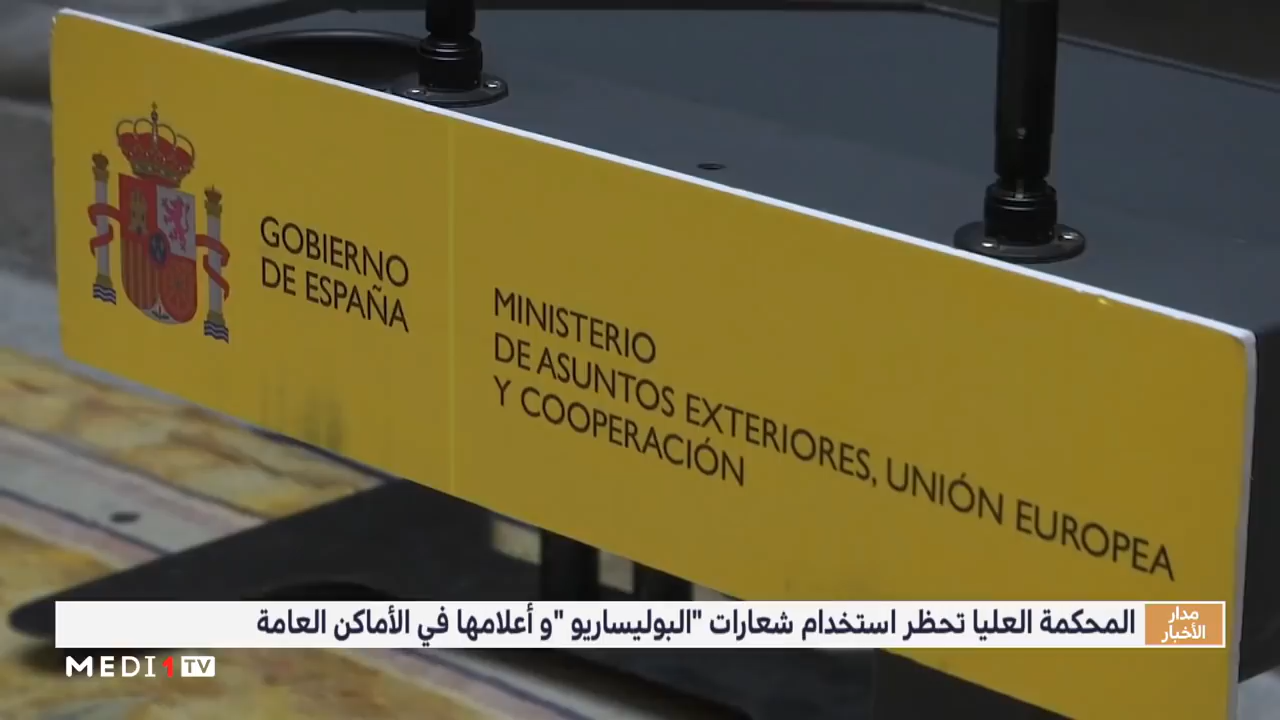 GOBIERNO
DE ESPAÑA
MINISTERIO
DE ASUNTOS EXTERIORES, UNIÓN EUROPEA
Y COOPERACIÓN
مدار
الأخبار
المحكمة العليا تحظر استخدام شعارات "البوليساريو "و أعلامها في الأماكن العامة
MEDI1TV